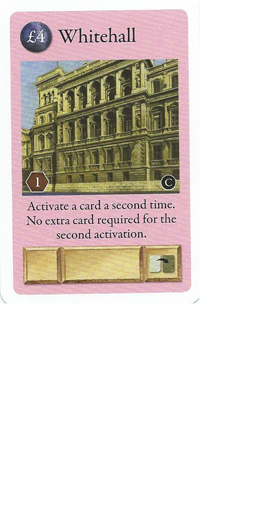 £4 Whitehall
1
C
Activate a card a second time.
No extra card required for the
second activation.